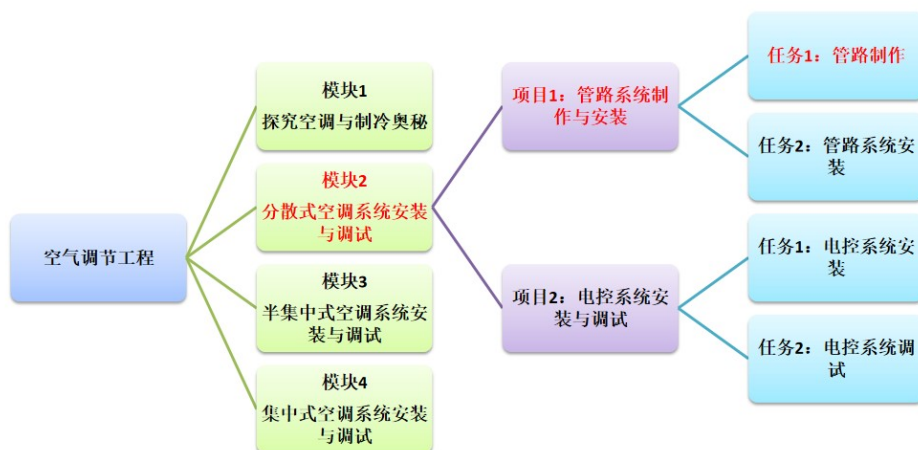 空气调节工程
模块1
探究空调与制冷奥秘
模块2
分散式空调系统安装
与调试
模块3
半集中式空调系统安
装与调试
模块4
集中式空调系统安装
与调试
项目1：管路系统制
作与安装
项目2：电控系统安
装与调试
任务1：管路制作
任务2：管路系统安
装
任务1：电控系统安
装
任务2：电控系统调
试